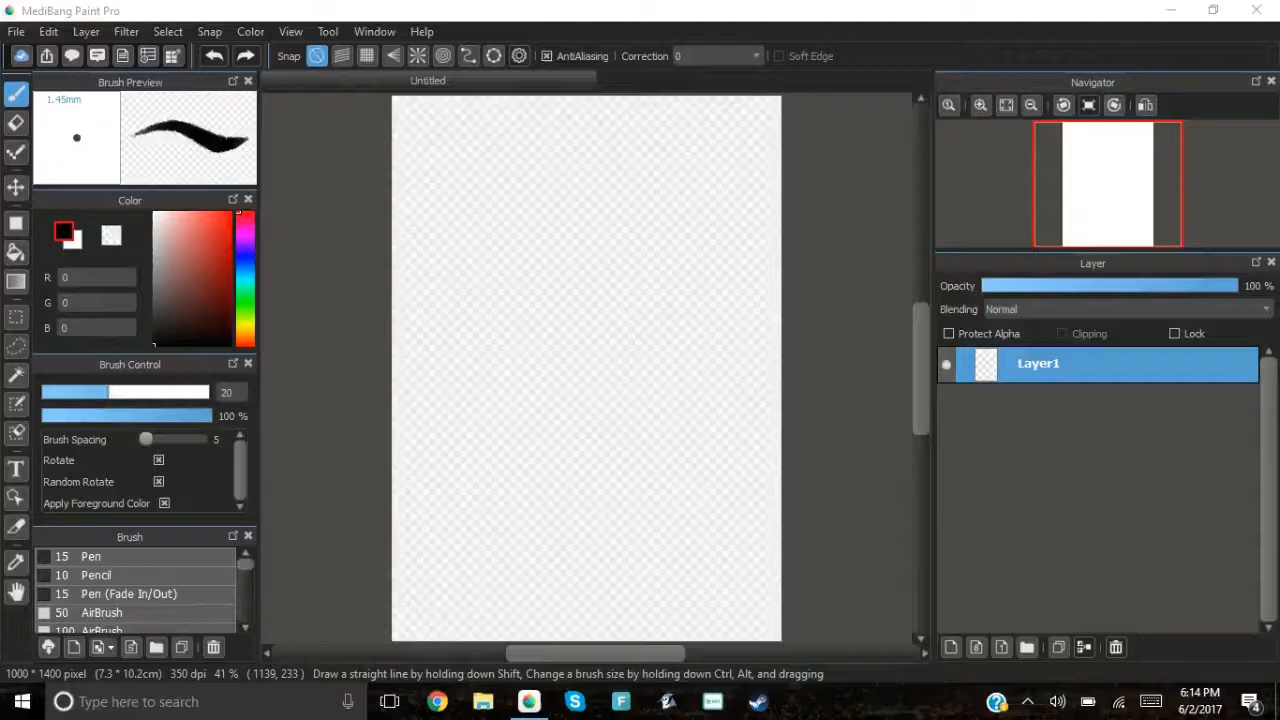 MediBang Paint Pro
File Edit Layer Filter Select Snap Color View Tool Window Help
Snap AntiAliasing Correction 0 Soft Edge
Brush Preview
Untitled
Navigator
1.45mm
Color
R 0
G 0
B 0
Layer
Opacity 100 %
Blending Normal
Protect Alpha Clipping Lock
Layer1
Brush Control
20
100 %
Brush Spacing 5
Rotate
Random Rotate
Apply Foreground Color
Brush
15 Pen
10 Pencil
15 Pen (Fade In/Out)
50 AirBrush
100 AirBrush
1000 * 1400 pixel (7.3 * 10.2cm) 350 dpi 41 % ( 1139, 233 ) Draw a straight line by holding down Shift, Change a brush size by holding down Ctrl, Alt, and dragging
Type here to search
6:14 PM
6/2/2017
4